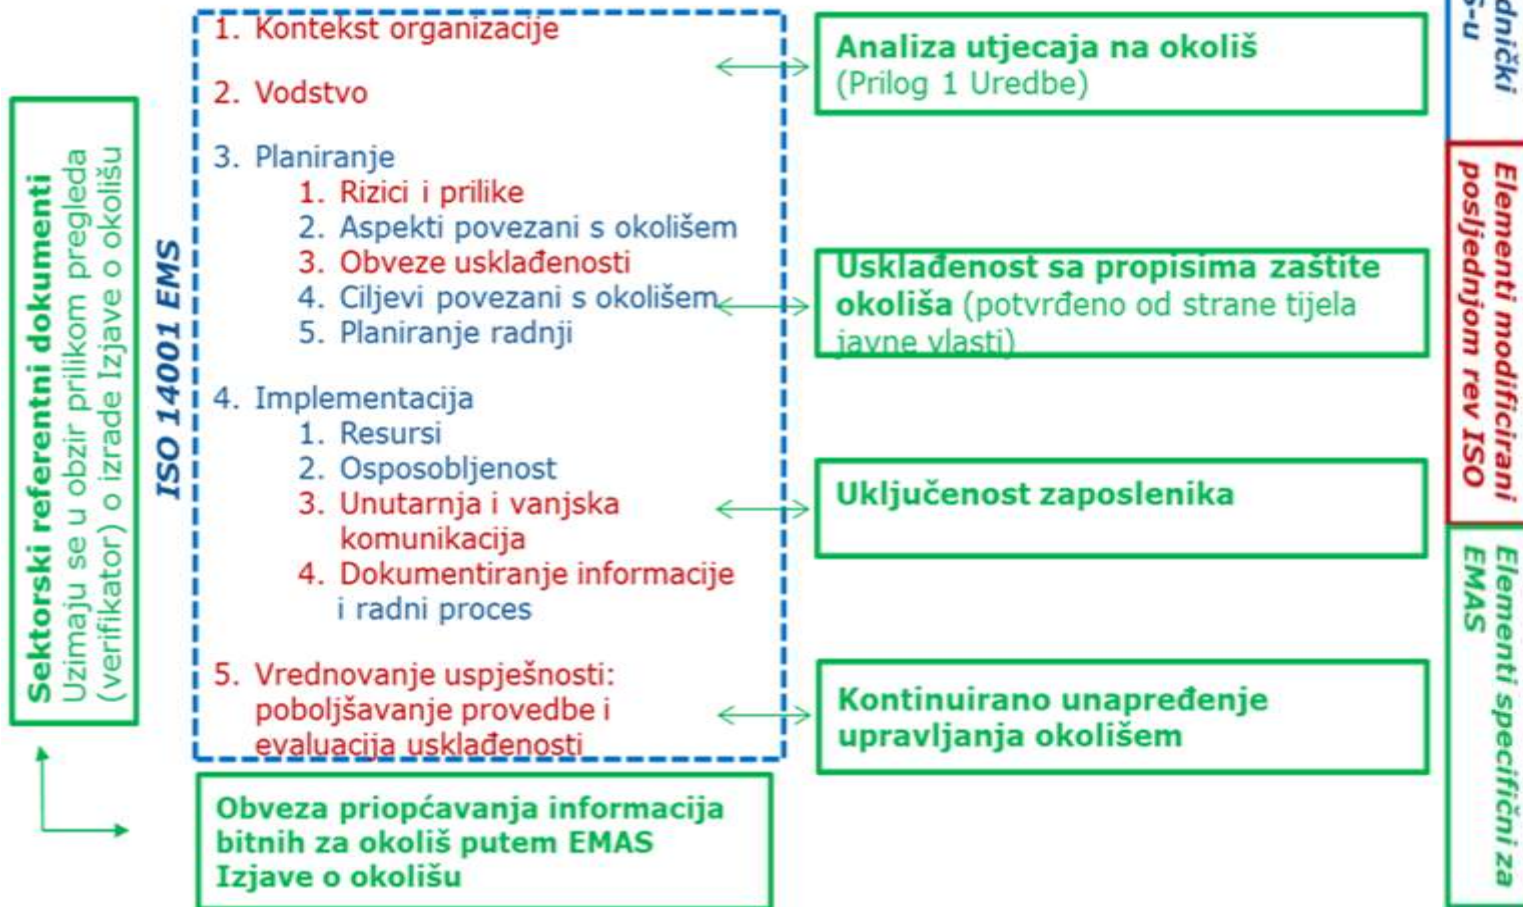 Sektorski referentni dokumenti
Uzimaju se u obzir prilikom pregleda
(verifikator) o izrade Izjave o okolišu
ISO 14001 EMS
1. Kontekst organizacije
2. Vodstvo
3. Planiranje
1. Rizici i prilike
2. Aspekti povezani s okolišem
3. Obveze usklađenosti
4. Ciljevi povezani s okolišem
5. Planiranje radnji
4. Implementacija
1. Resursi
2. Osposobljenost
3. Unutarnja i vanjska
komunikacija
4. Dokumentiranje informacije
i radni proces
5. Vrednovanje uspješnosti:
poboljšavanje provedbe i
evaluacija usklađenosti
Obveza priopćavanja informacija
bitnih za okoliš putem EMAS
Izjave o okolišu
Analiza utjecaja na okoliš
(Prilog 1 Uredbe)
Usklađenost sa propisima zaštite
okoliša (potvrđeno od strane tijela
javne vlasti)
Uključenost zaposlenika
Kontinuirano unapređenje
upravljanja okolišem
Elementi modificirani
posljednjom rev ISO
Elementi specifični za
EMAS